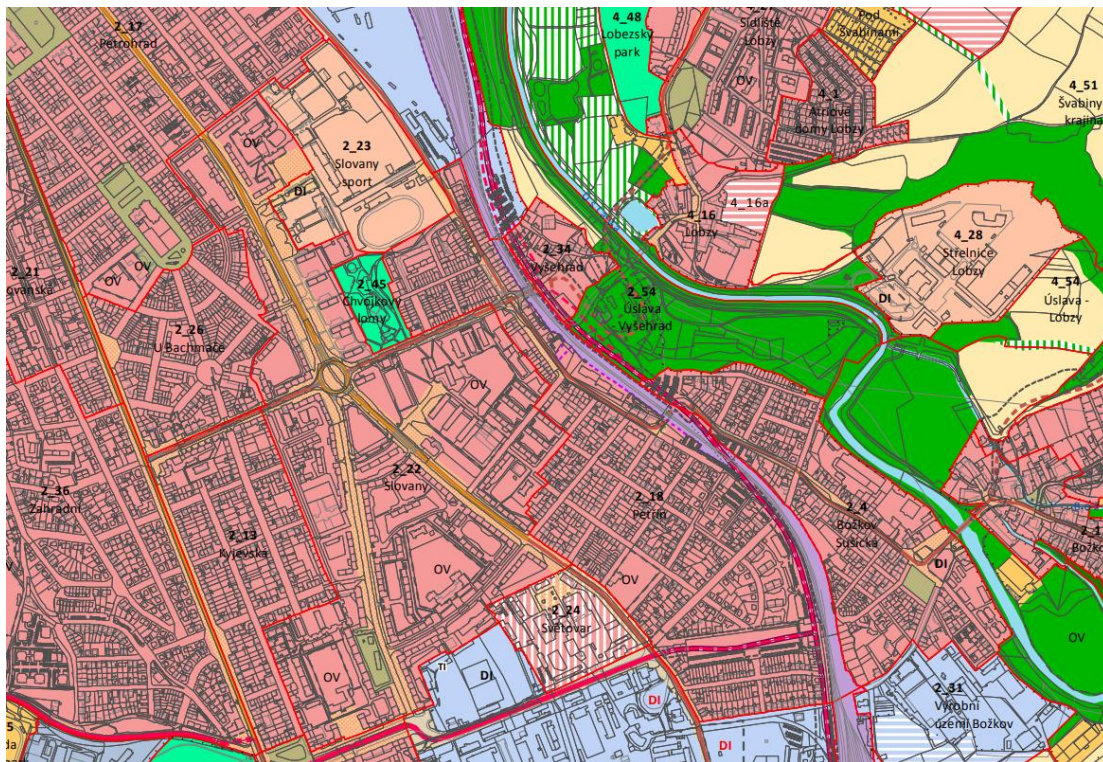 2_17
Petrohrad
4_48
Lobezský
park
Sídliště
Lobzy
OV
Pod
Švabinami
4_51
Švabiny
krajina
4_1
Atriové
domy Lobzy
OV
2_23
Slovany
sport
DI
4_16a
4_16
Lobzy
4_28
Střelnice
Lobzy
DI
4_54
Úslava -
Lobzy
2_21
OV
OV
2_26
U Bachmače
2_45
Chvojkovy
lomy
2_34
Vyšehrad
2_54
Úslava
- Vyšehrad
OV
2_36
Zahradní
2_13
Kyjevská
2_22
Slovany
2_18
Petřín
2_4
Božkov
Sušická
DI
OV
OV
OV
2_24
Světovar
OV
TI
DI
DI
DI
2_31
Výrobní
území Božkov